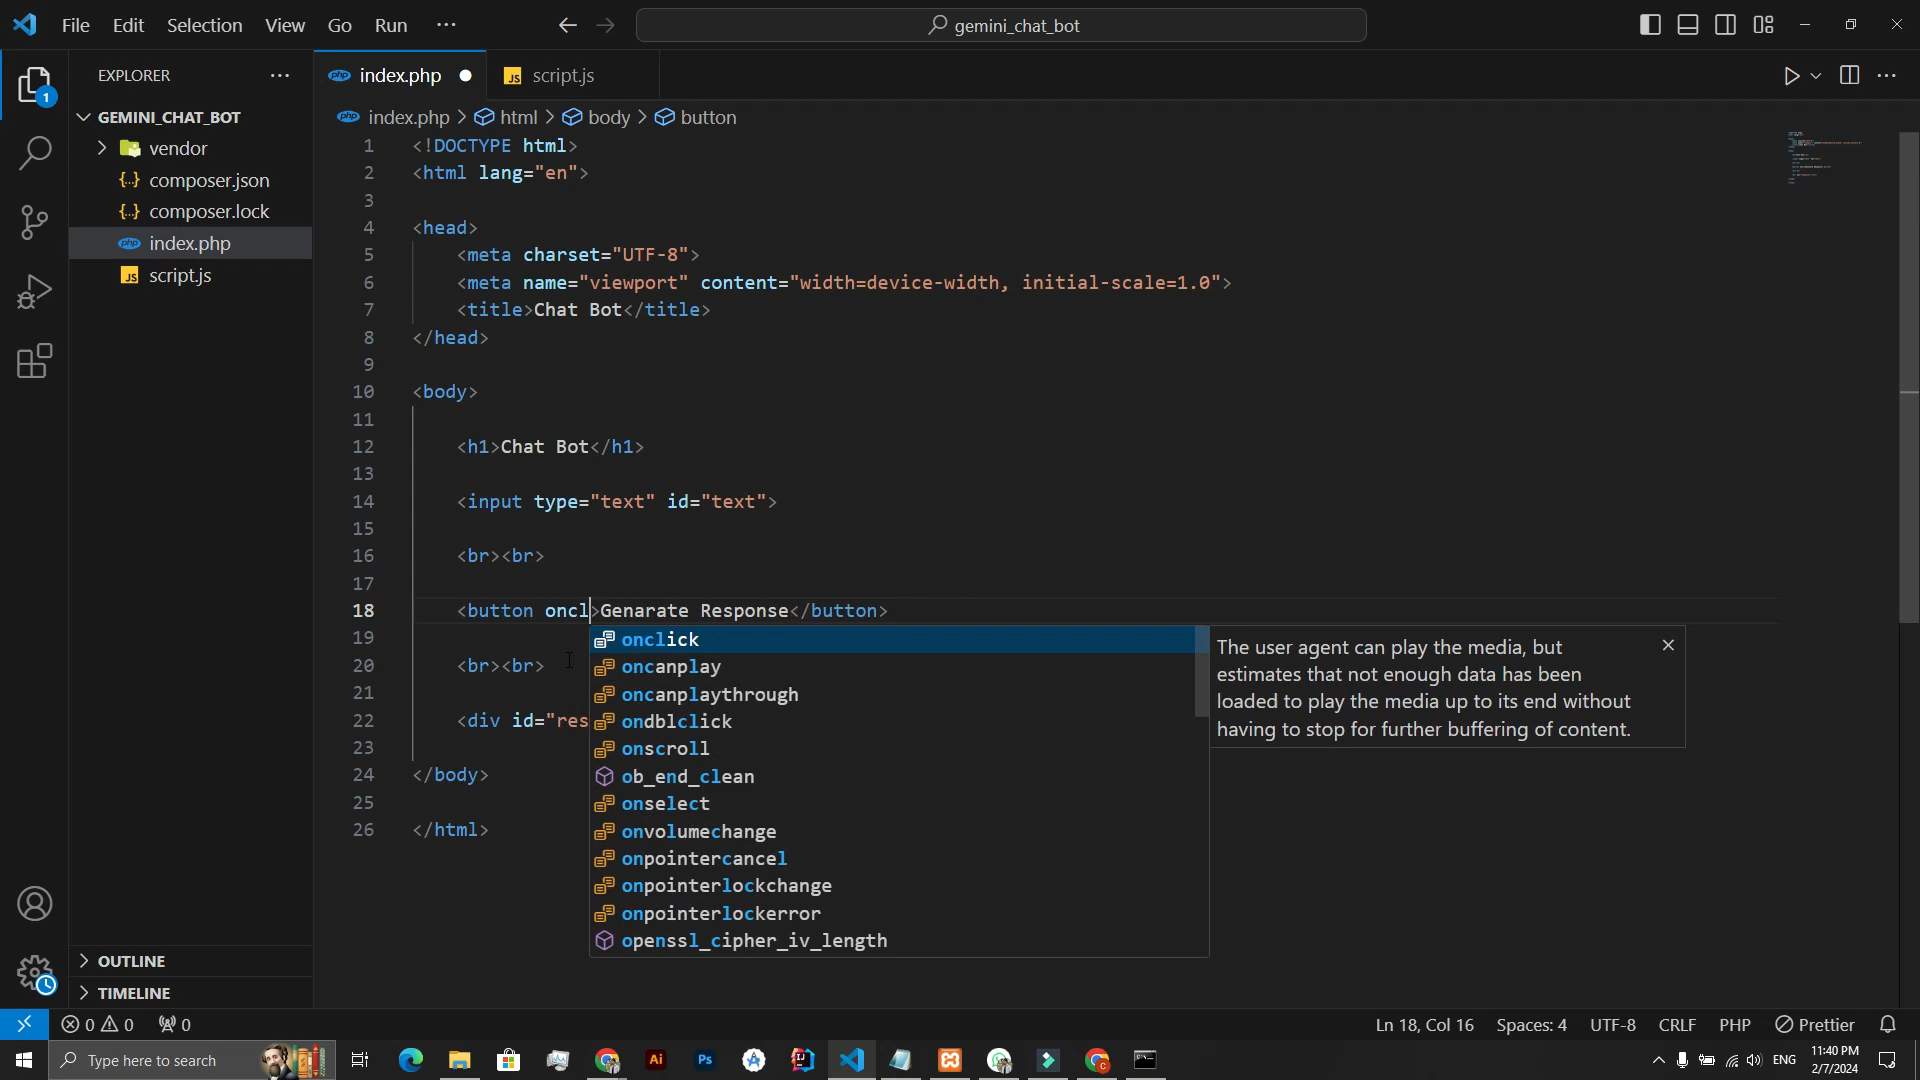 File Edit Selection View Go Run ···
gemini_chat_bot
EXPLORER ···
index.php
script.js
GEMINI_CHAT_BOT
vendor
composer.json
composer.lock
index.php
script.js
index.php > html > body > button
1 <!DOCTYPE html>
2 <html lang="en">
3
4 <head>
5 <meta charset="UTF-8">
6 <meta name="viewport" content="width=device-width, initial-scale=1.0">
7 <title>Chat Bot</title>
8 </head>
9
10 <body>
11
12 <h1>Chat Bot</h1>
13
14 <input type="text" id="text">
15
16 <br><br>
17
18 <button oncl>Genarate Response</button>
19
20 <br><br>
21
22 <div id="res
23
24 </body>
25
26 </html>
onclick
oncanplay
oncanplaythrough
ondblclick
onscroll
ob_end_clean
onselect
onvolumechange
onpointercancel
onpointerlockchange
onpointerlockerror
openssl_cipher_iv_length
The user agent can play the media, but
estimates that not enough data has been
loaded to play the media up to its end without
having to stop for further buffering of content.
1
OUTLINE
TIMELINE
0 0 0
Ln 18, Col 16 Spaces: 4 UTF-8 CRLF PHP Prettier
Type here to search
Ai
Ps
ENG
11:40 PM
2/7/2024